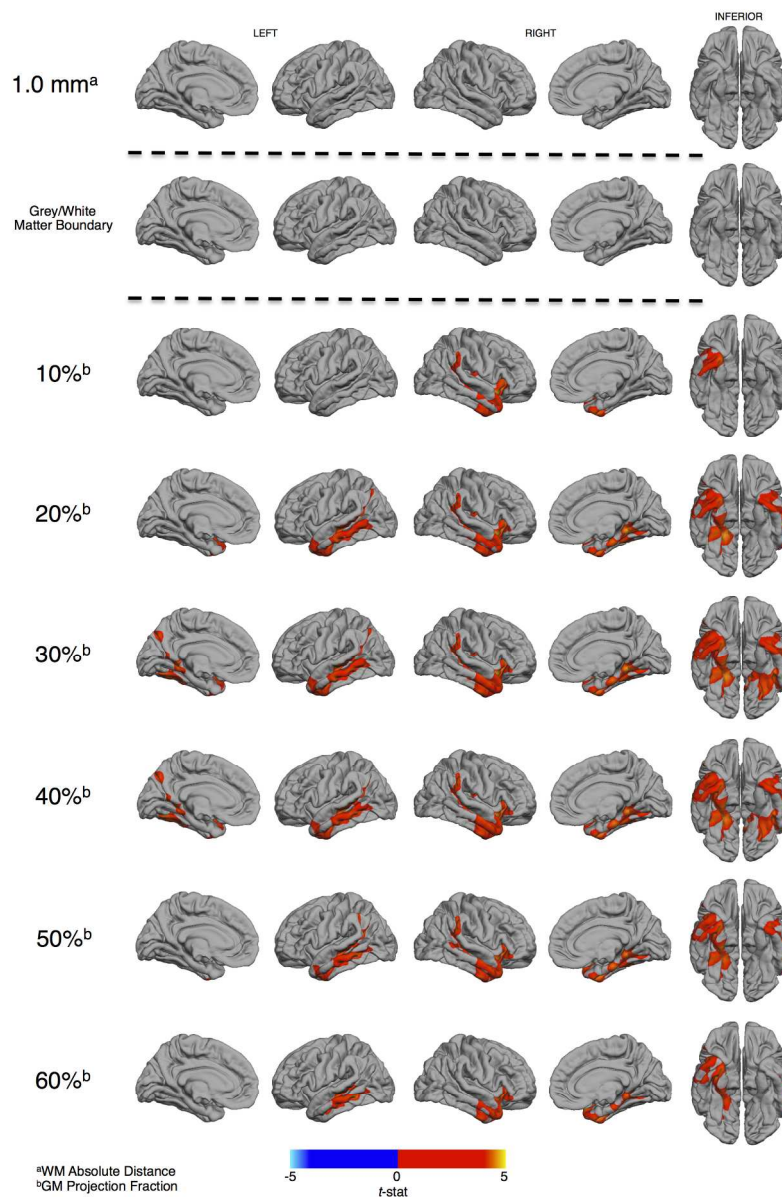 LEFT RIGHT INFERIOR
1.0 mmᵃ
Grey/White
Matter Boundary
10%ᵇ
20%ᵇ
30%ᵇ
40%ᵇ
50%ᵇ
60%ᵇ
ᵃWM Absolute Distance
ᵇGM Projection Fraction
-5 0 5
t-stat